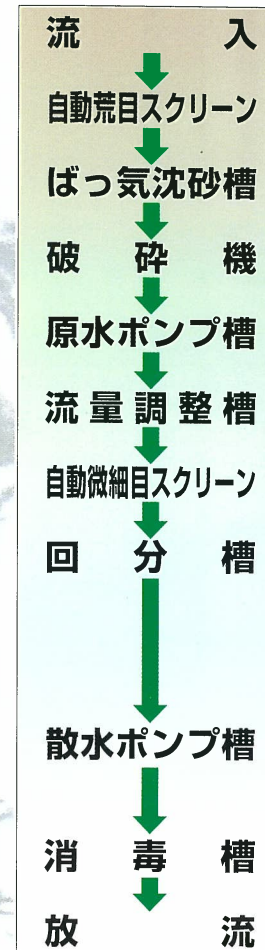 流入
自動荒目スクリーン
ばっ気沈砂槽
破砕機
原水ポンプ槽
流量調整槽
自動微細目スクリーン
回分槽
散水ポンプ槽
消毒槽
放流